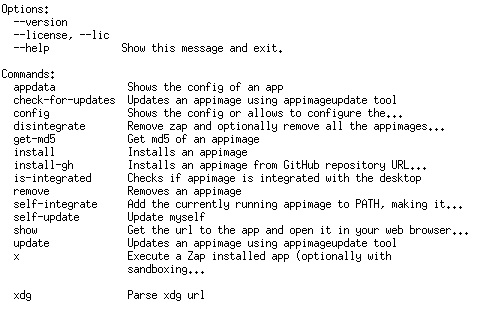 Options:
  --version
  --license, --lic
  --help           Show this message and exit.

Commands:
  appdata            Shows the config of an app
  check-for-updates  Updates an appimage using appimageupdate tool
  config             Shows the config or allows to configure the...
  disintegrate       Remove zap and optionally remove all the appimages...
  get-md5            Get md5 of an appimage
  install            Installs an appimage
  install-gh         Installs an appimage from GitHub repository URL...
  is-integrated      Checks if appimage is integrated with the desktop
  remove             Removes an appimage
  self-integrate     Add the currently running appimage to PATH, making it...
  self-update        Update myself
  show               Get the url to the app and open it in your web browser...
  update             Updates an appimage using appimageupdate tool
  x                  Execute a Zap installed app (optionally with
                     sandboxing...

  xdg                Parse xdg url